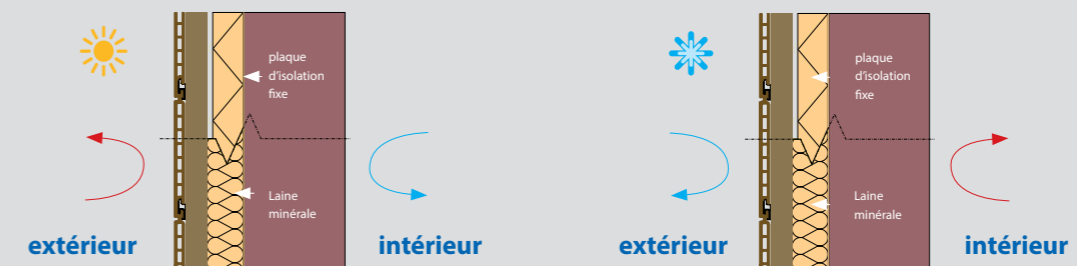 plaque
d'isolation
fixe
Laine
minérale
extérieur
intérieur
plaque
d'isolation
fixe
Laine
minérale
extérieur
intérieur